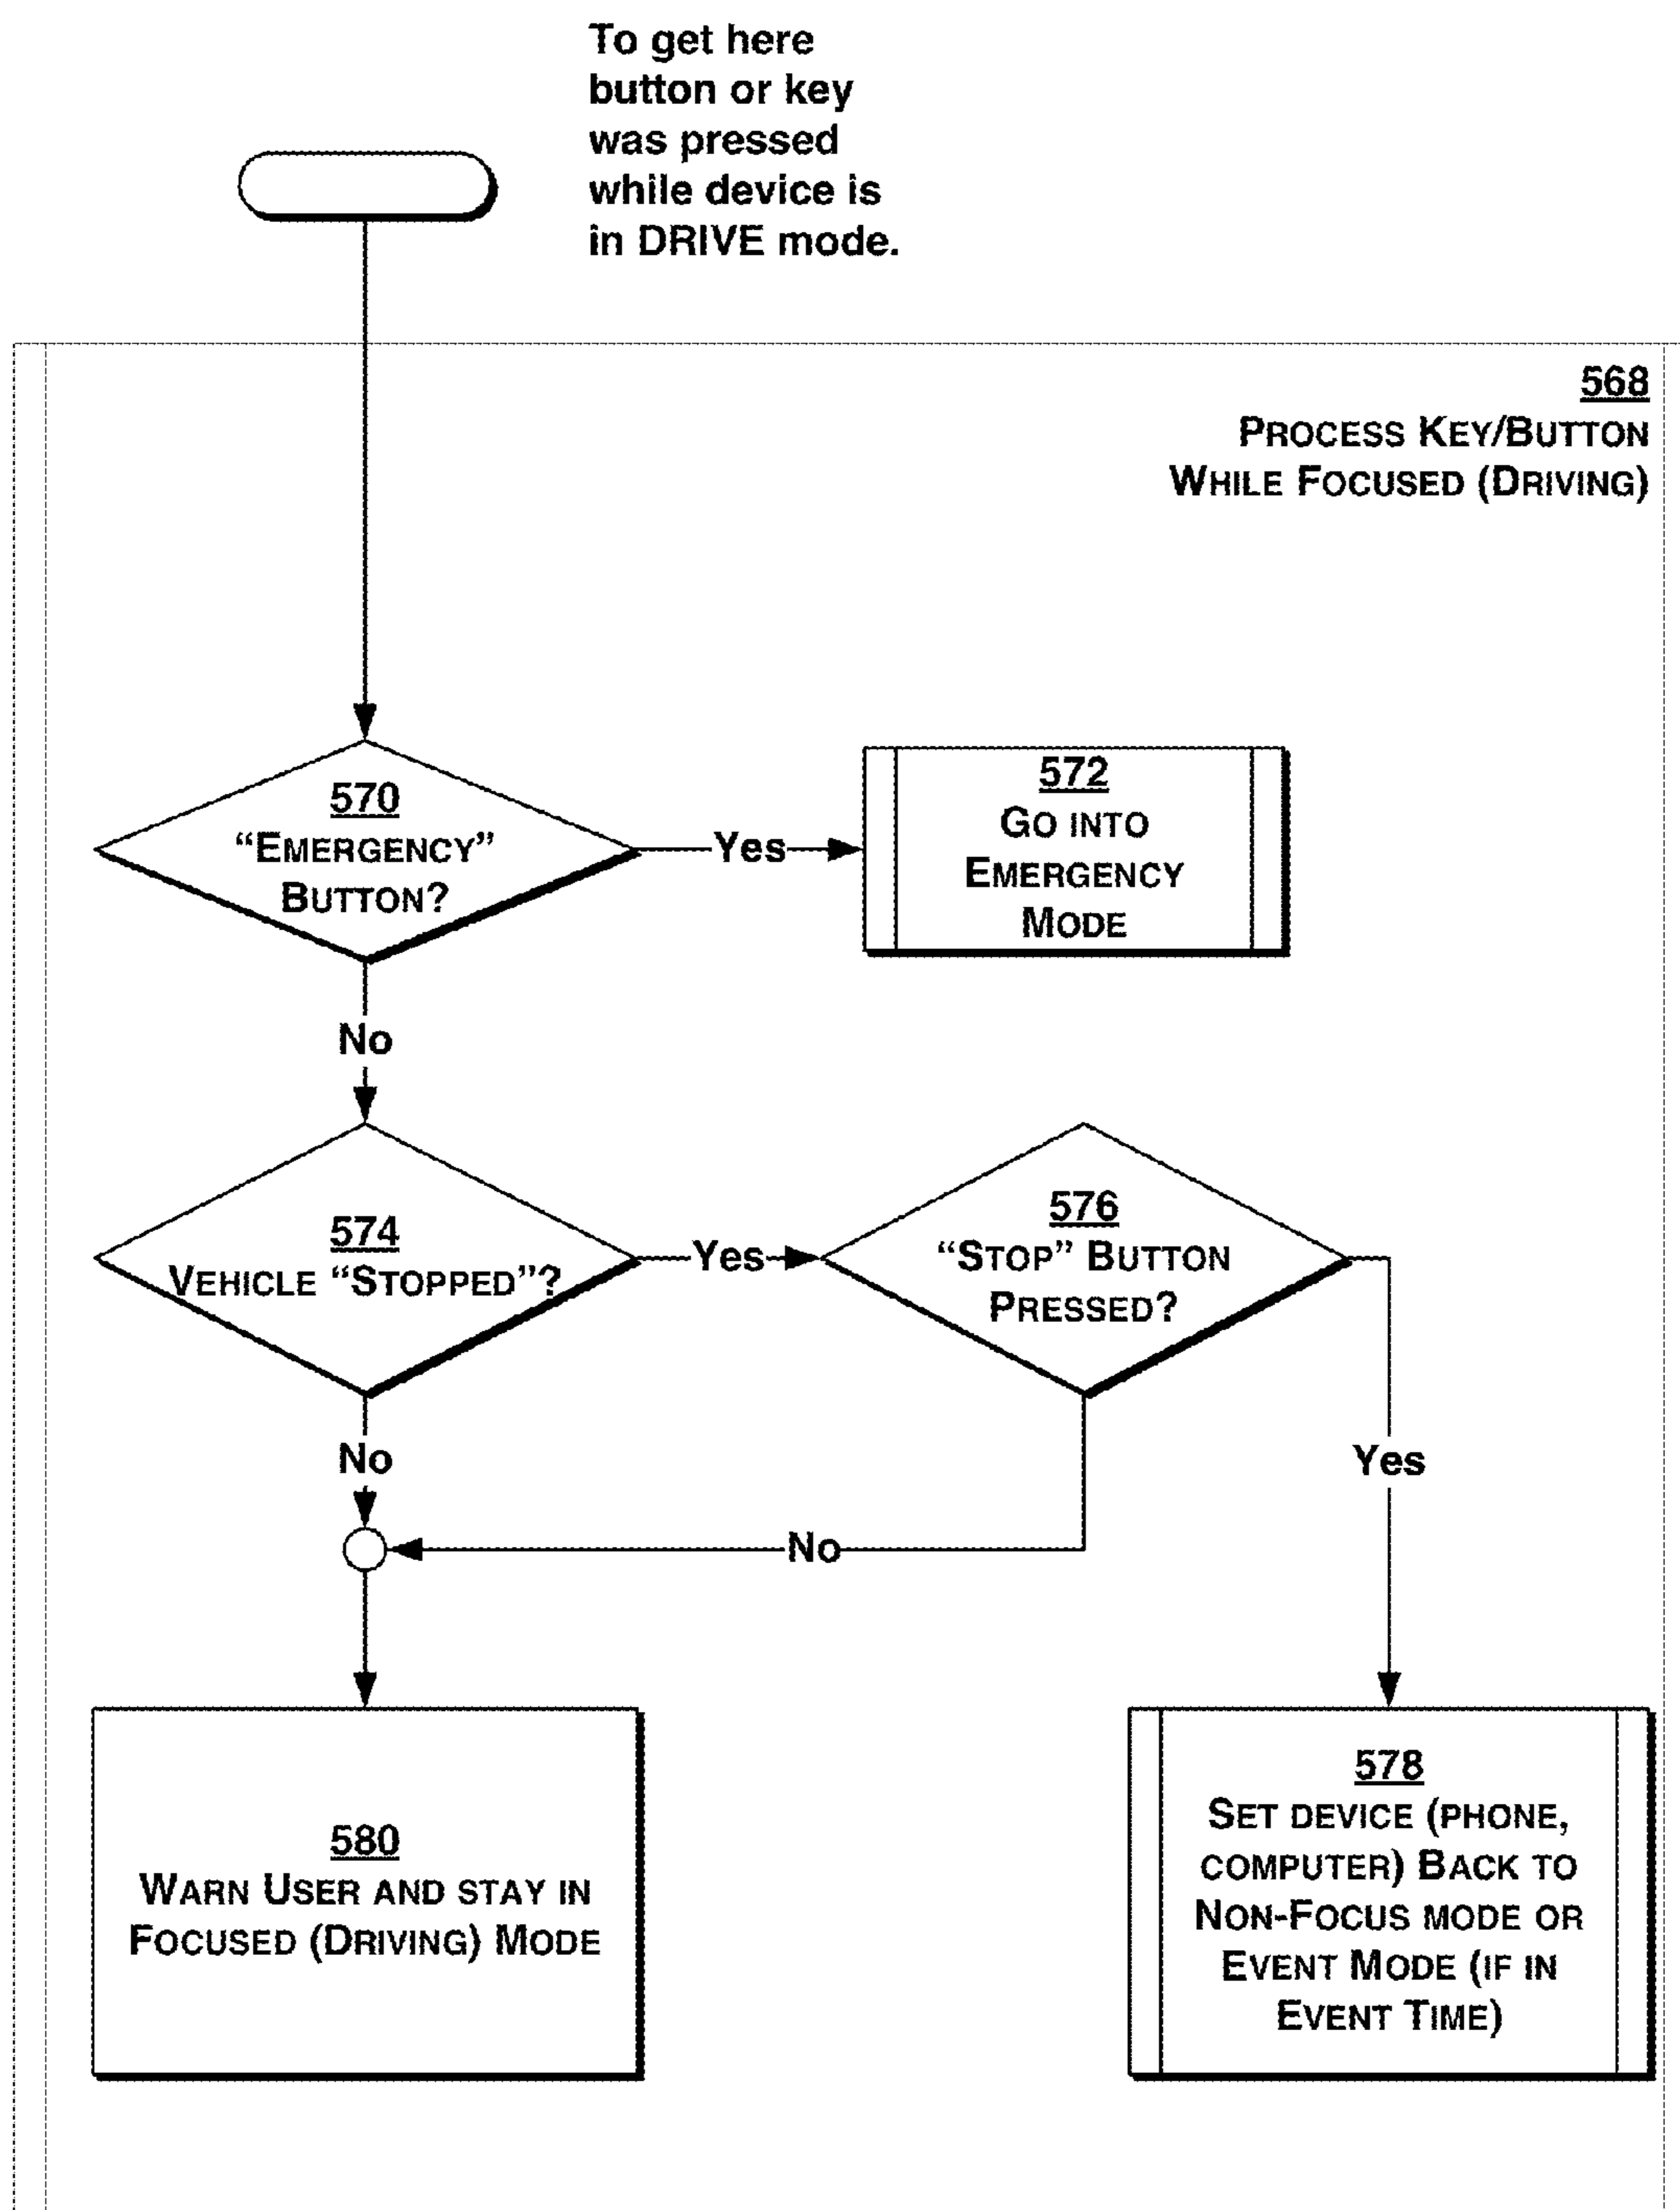 To get here
button or key
was pressed
while device is
in DRIVE mode.
568
PROCESS KEY/BUTTON
WHILE FOCUSED (DRIVING)
570
“EMERGENCY”
BUTTON?
Yes
572
GO INTO
EMERGENCY
MODE
No
574
VEHICLE “STOPPED”?
Yes
576
“STOP” BUTTON
PRESSED?
No
Yes
No
580
WARN USER AND STAY IN
FOCUSED (DRIVING) MODE
578
SET DEVICE (PHONE,
COMPUTER) BACK TO
NON-FOCUS MODE OR
EVENT MODE (IF IN
EVENT TIME)